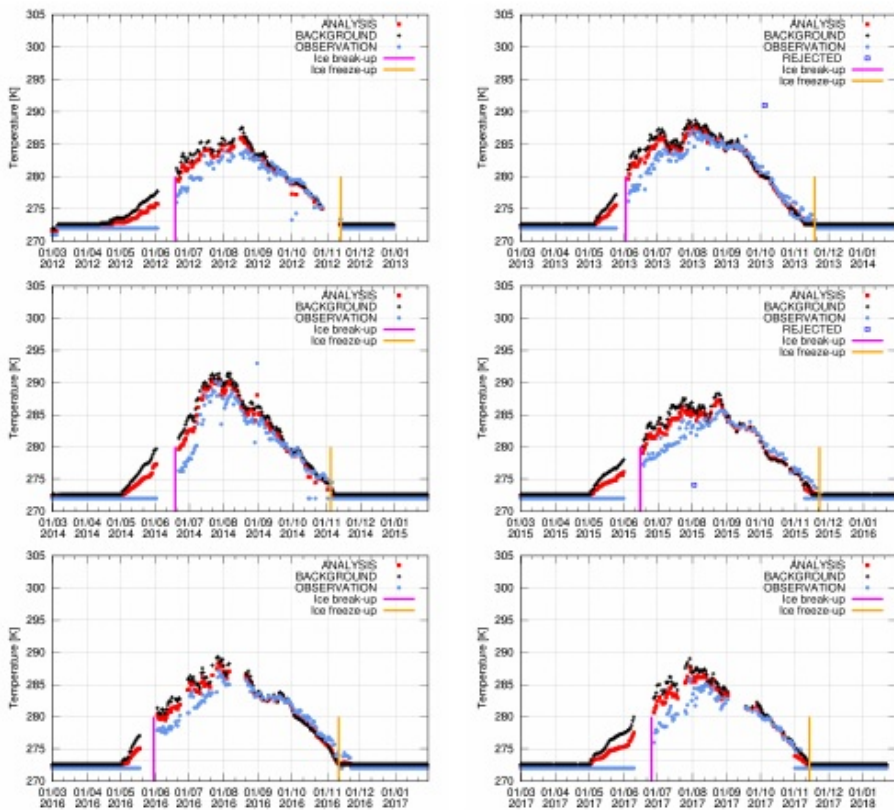 305
300
295
290
285
280
275
270
Temperature [K]
ANALYSIS
BACKGROUND
OBSERVATION
Ice break-up
Ice freeze-up
01/03 01/04 01/05 01/06 01/07 01/08 01/09 01/10 01/11 01/12 01/01
2012 2012 2012 2012 2012 2012 2012 2012 2012 2012 2013
305
300
295
290
285
280
275
270
Temperature [K]
ANALYSIS
BACKGROUND
OBSERVATION
REJECTED
Ice break-up
Ice freeze-up
01/03 01/04 01/05 01/06 01/07 01/08 01/09 01/10 01/11 01/12 01/01
2013 2013 2013 2013 2013 2013 2013 2013 2013 2013 2014
305
300
295
290
285
280
275
270
Temperature [K]
ANALYSIS
BACKGROUND
OBSERVATION
Ice break-up
Ice freeze-up
01/03 01/04 01/05 01/06 01/07 01/08 01/09 01/10 01/11 01/12 01/01
2014 2014 2014 2014 2014 2014 2014 2014 2014 2014 2015
305
300
295
290
285
280
275
270
Temperature [K]
ANALYSIS
BACKGROUND
OBSERVATION
REJECTED
Ice break-up
Ice freeze-up
01/03 01/04 01/05 01/06 01/07 01/08 01/09 01/10 01/11 01/12 01/01
2015 2015 2015 2015 2015 2015 2015 2015 2015 2015 2016
305
300
295
290
285
280
275
270
Temperature [K]
ANALYSIS
BACKGROUND
OBSERVATION
Ice break-up
Ice freeze-up
01/03 01/04 01/05 01/06 01/07 01/08 01/09 01/10 01/11 01/12 01/01
2016 2016 2016 2016 2016 2016 2016 2016 2016 2016 2017
305
300
295
290
285
280
275
270
Temperature [K]
ANALYSIS
BACKGROUND
OBSERVATION
Ice break-up
Ice freeze-up
01/03 01/04 01/05 01/06 01/07 01/08 01/09 01/10 01/11 01/12 01/01
2017 2017 2017 2017 2017 2017 2017 2017 2017 2017 2018